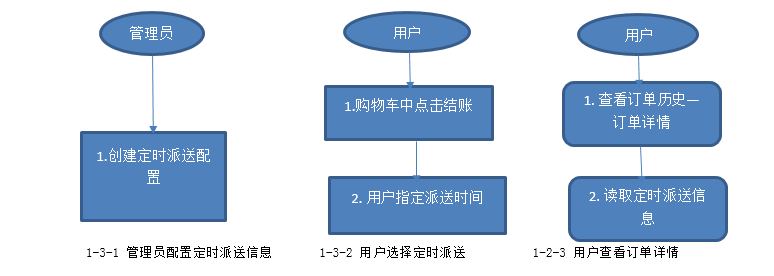 管理员
1.创建定时派送配
置
1-3-1 管理员配置定时派送信息
用户
1.购物车中点击结账
2. 用户指定派送时间
1-3-2 用户选择定时派送
用户
1. 查看订单历史—
订单详情
2. 读取定时派送信
息
1-2-3 用户查看订单详情